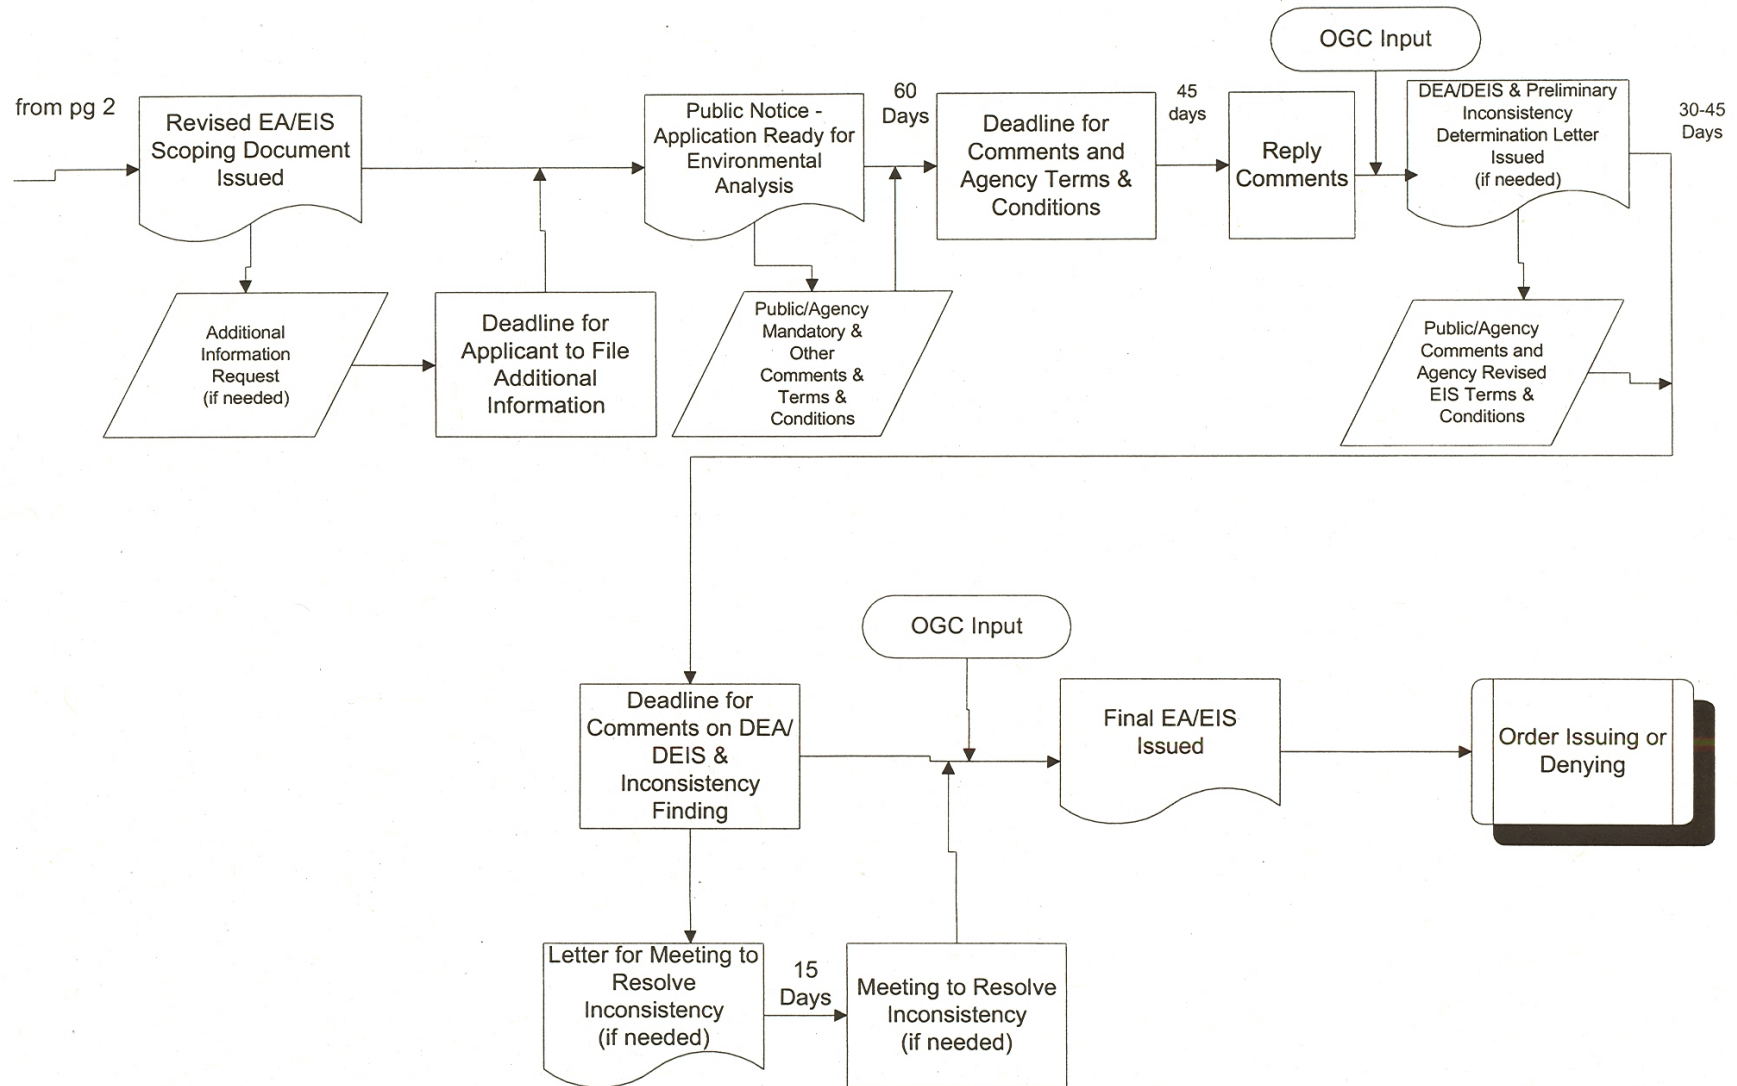 OGC Input
from pg 2
Revised EA/EIS
Scoping Document
Issued
Public Notice -
Application Ready for
Environmental
Analysis
60
Days
Deadline for
Comments and
Agency Terms &
Conditions
45
days
Reply
Comments
DEA/DEIS & Preliminary
Inconsistency
Determination Letter
Issued
(if needed)
30-45
Days
Additional
Information
Request
(if needed)
Deadline for
Applicant to File
Additional
Information
Public/Agency
Mandatory &
Other
Comments &
Terms &
Conditions
Public/Agency
Comments and
Agency Revised
EIS Terms &
Conditions
OGC Input
Deadline for
Comments on DEA/
DEIS &
Inconsistency
Finding
Final EA/EIS
Issued
Order Issuing or
Denying
Letter for Meeting to
Resolve
Inconsistency
(if needed)
15
Days
Meeting to Resolve
Inconsistency
(if needed)